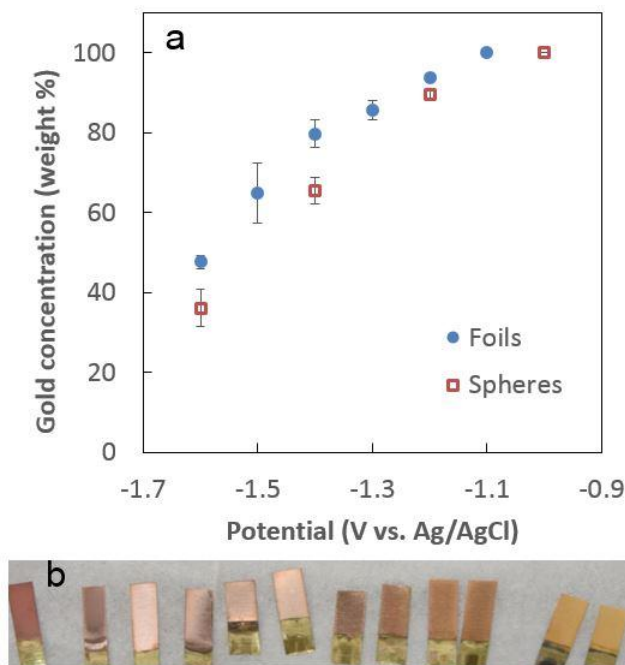 a
100
80
60
40
20
0
Gold concentration (weight %)
Foils
Spheres
-1.7 -1.5 -1.3 -1.1 -0.9
Potential (V vs. Ag/AgCl)
b